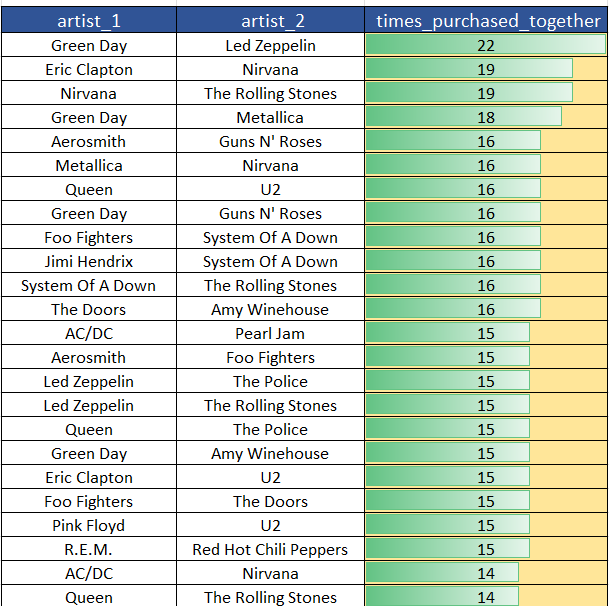 artist_1 artist_2 times_purchased_together
Green Day Led Zeppelin 22
Eric Clapton Nirvana 19
Nirvana The Rolling Stones 19
Green Day Metallica 18
Aerosmith Guns N' Roses 16
Metallica Nirvana 16
Queen U2 16
Green Day Guns N' Roses 16
Foo Fighters System Of A Down 16
Jimi Hendrix System Of A Down 16
System Of A Down The Rolling Stones 16
The Doors Amy Winehouse 16
AC/DC Pearl Jam 15
Aerosmith Foo Fighters 15
Led Zeppelin The Police 15
Led Zeppelin The Rolling Stones 15
Queen The Police 15
Green Day Amy Winehouse 15
Eric Clapton U2 15
Foo Fighters The Doors 15
Pink Floyd U2 15
R.E.M. Red Hot Chili Peppers 15
AC/DC Nirvana 14
Queen The Rolling Stones 14